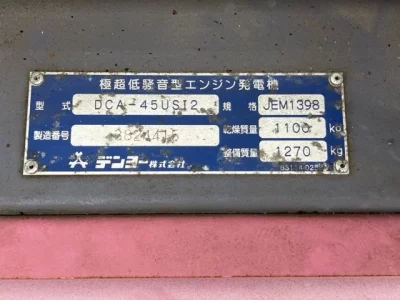 極超低騒音型エンジン発電機
型式 DCA-45USI2 規格 JEM1398
乾燥質量 1100 kg
製造番号
整備質量 1270 kg
デンヨー株式会社